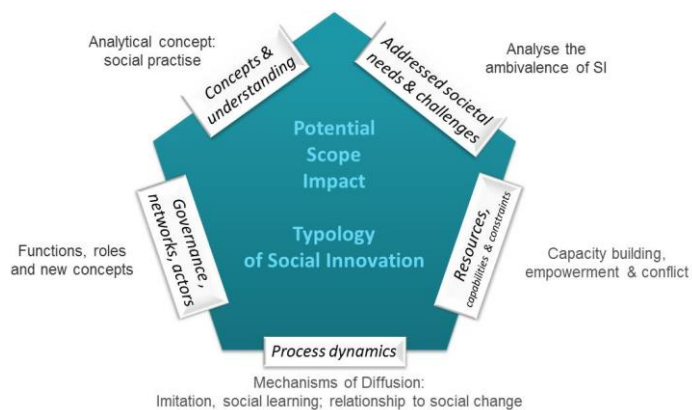 Analytical concept:
social practise
Concepts &
understanding
Addressed societal
needs & challenges
Analyse the
ambivalence of SI
Potential
Scope
Impact
Typology
of Social Innovation
Governance ,
networks, actors
Functions, roles
and new concepts
Resources,
capabilities & constraints
Capacity building,
empowerment & conflict
Process dynamics
Mechanisms of Diffusion:
Imitation, social learning; relationship to social change